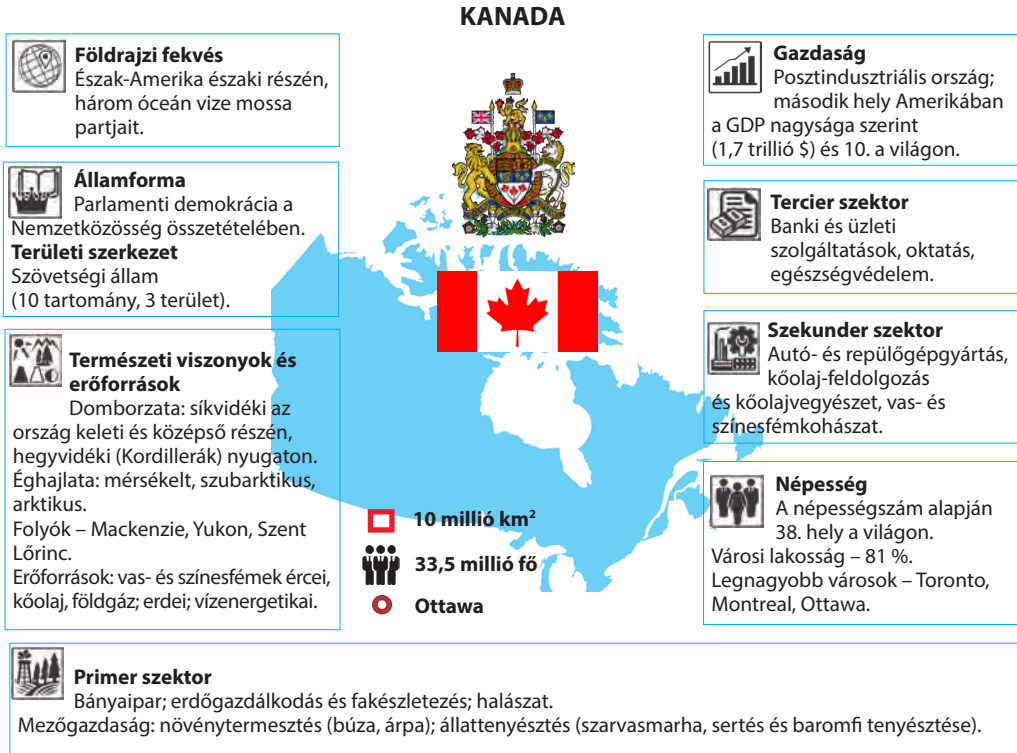 KANADA
Földrajzi fekvés
Észak-Amerika északi részén,
három óceán vize mossa
partjait.
Államforma
Parlamenti demokrácia a
Nemzetközösség összetételében.
Területi szerkezet
Szövetségi állam
(10 tartomány, 3 terület).
Természeti viszonyok és
erőforrások
Domborzata: síkvidéki az
ország keleti és középső részén,
hegyvidéki (Kordillerák) nyugaton.
Éghajlata: mérsékelt, szubarktikus,
arktikus.
Folyók – Mackenzie, Yukon, Szent
Lőrinc.
Erőforrások: vas- és színesfémek ércei,
kőolaj, földgáz; erdei; vízenergetikai.
10 millió km²
33,5 millió fő
Ottawa
Gazdaság
Posztindusztriális ország;
második hely Amerikában
a GDP nagysága szerint
(1,7 trillió $) és 10. a világon.
Tercier szektor
Banki és üzleti
szolgáltatások, oktatás,
egészségvédelem.
Szekunder szektor
Autó- és repülőgépgyártás,
kőolaj-feldolgozás
és kőolajvegyészet, vas- és
színesfémkohászat.
Népesség
A népességszám alapján
38. hely a világon.
Városi lakosság – 81 %.
Legnagyobb városok – Toronto,
Montreal, Ottawa.
Primer szektor
Bányaipar; erdőgazdálkodás és fakészletezés; halászat.
Mezőgazdaság: növénytermesztés (búza, árpa); állattenyésztés (szarvasmarha, sertés és baromfi tenyésztése).